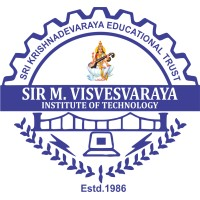 SRI KRISHNADEVARAYA EDUCATIONAL TRUST
SIR M. VISVESVARAYA
INSTITUTE OF TECHNOLOGY
Estd.1986